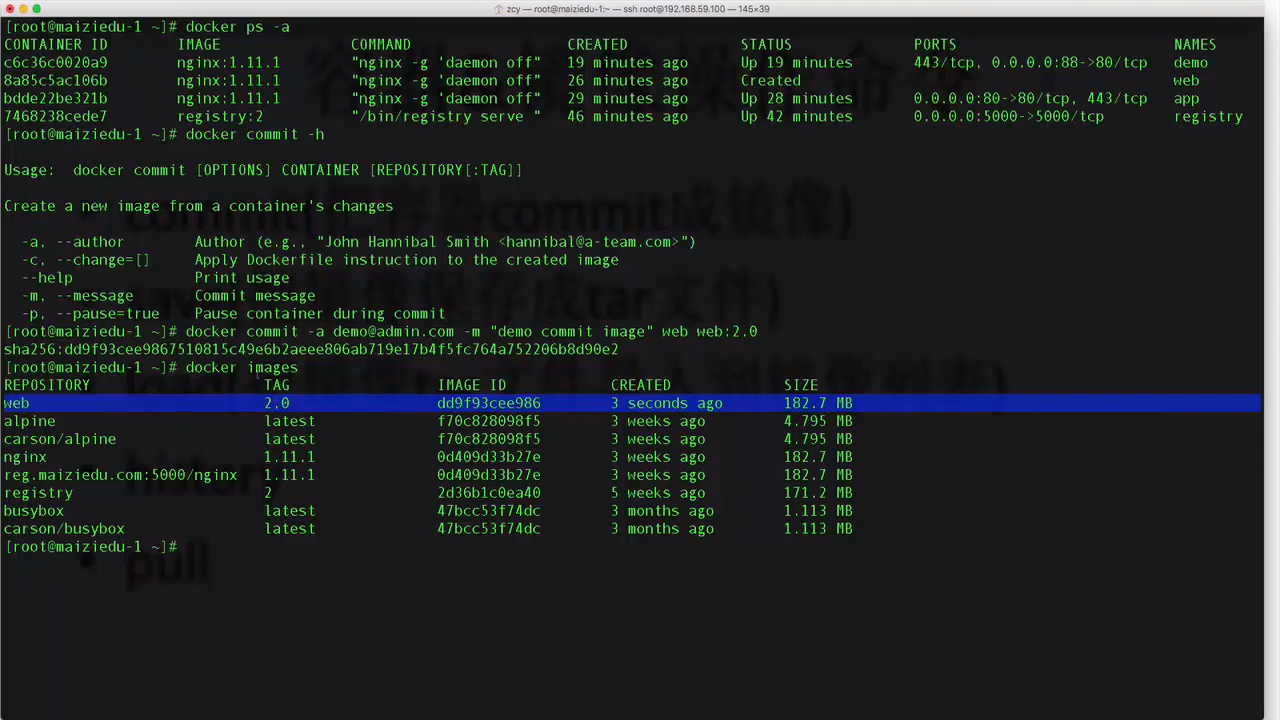 zcy — root@maiziedu-1:~ — ssh root@192.168.59.100 — 145×39
[root@maiziedu-1 ~]# docker ps -a
CONTAINER ID IMAGE COMMAND CREATED STATUS PORTS NAMES
c6c36c0020a9 nginx:1.11.1 "nginx -g 'daemon off" 19 minutes ago Up 19 minutes 443/tcp, 0.0.0.0:88->80/tcp demo
8a85c5ac106b nginx:1.11.1 "nginx -g 'daemon off" 26 minutes ago Created web
bdde22be321b nginx:1.11.1 "nginx -g 'daemon off" 29 minutes ago Up 28 minutes 0.0.0.0:80->80/tcp, 443/tcp app
7468238cede7 registry:2 "/bin/registry serve " 46 minutes ago Up 42 minutes 0.0.0.0:5000->5000/tcp registry
[root@maiziedu-1 ~]# docker commit -h
Usage: docker commit [OPTIONS] CONTAINER [REPOSITORY[:TAG]]
Create a new image from a container's changes
-a, --author Author (e.g., "John Hannibal Smith <hannibal@a-team.com>")
-c, --change=[] Apply Dockerfile instruction to the created image
--help Print usage
-m, --message Commit message
-p, --pause=true Pause container during commit
[root@maiziedu-1 ~]# docker commit -a demo@admin.com -m "demo commit image" web web:2.0
sha256:dd9f93cee9867510815c49e6b2aeee806ab719e17b4f5fc764a752206b8d90e2
[root@maiziedu-1 ~]# docker images
REPOSITORY TAG IMAGE ID CREATED SIZE
web 2.0 dd9f93cee986 3 seconds ago 182.7 MB
alpine latest f70c828098f5 3 weeks ago 4.795 MB
carson/alpine latest f70c828098f5 3 weeks ago 4.795 MB
nginx 1.11.1 0d409d33b27e 3 weeks ago 182.7 MB
reg.maiziedu.com:5000/nginx 1.11.1 0d409d33b27e 3 weeks ago 182.7 MB
registry 2 2d36b1c0ea40 5 weeks ago 171.2 MB
busybox latest 47bcc53f74dc 3 months ago 1.113 MB
carson/busybox latest 47bcc53f74dc 3 months ago 1.113 MB
[root@maiziedu-1 ~]#
history
pull